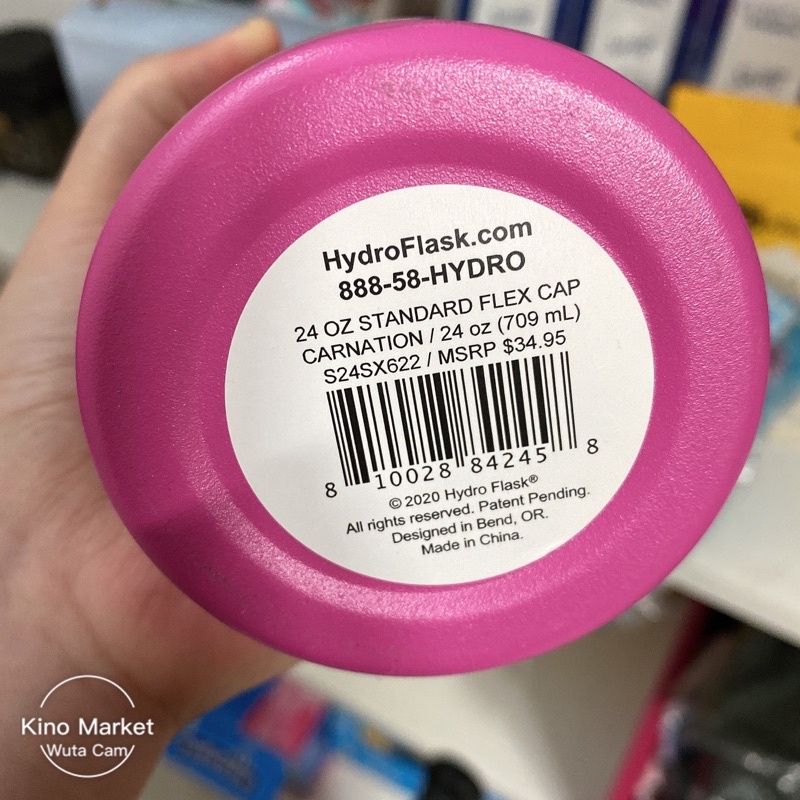 HydroFlask.com
888-58-HYDRO
24 OZ STANDARD FLEX CAP
CARNATION / 24 oz (709 mL)
S24SX622 / MSRP $34.95
8 10028 84245 8
© 2020 Hydro Flask®
All rights reserved. Patent Pending.
Designed in Bend, OR.
Made in China.
Kino Market
Wuta Cam